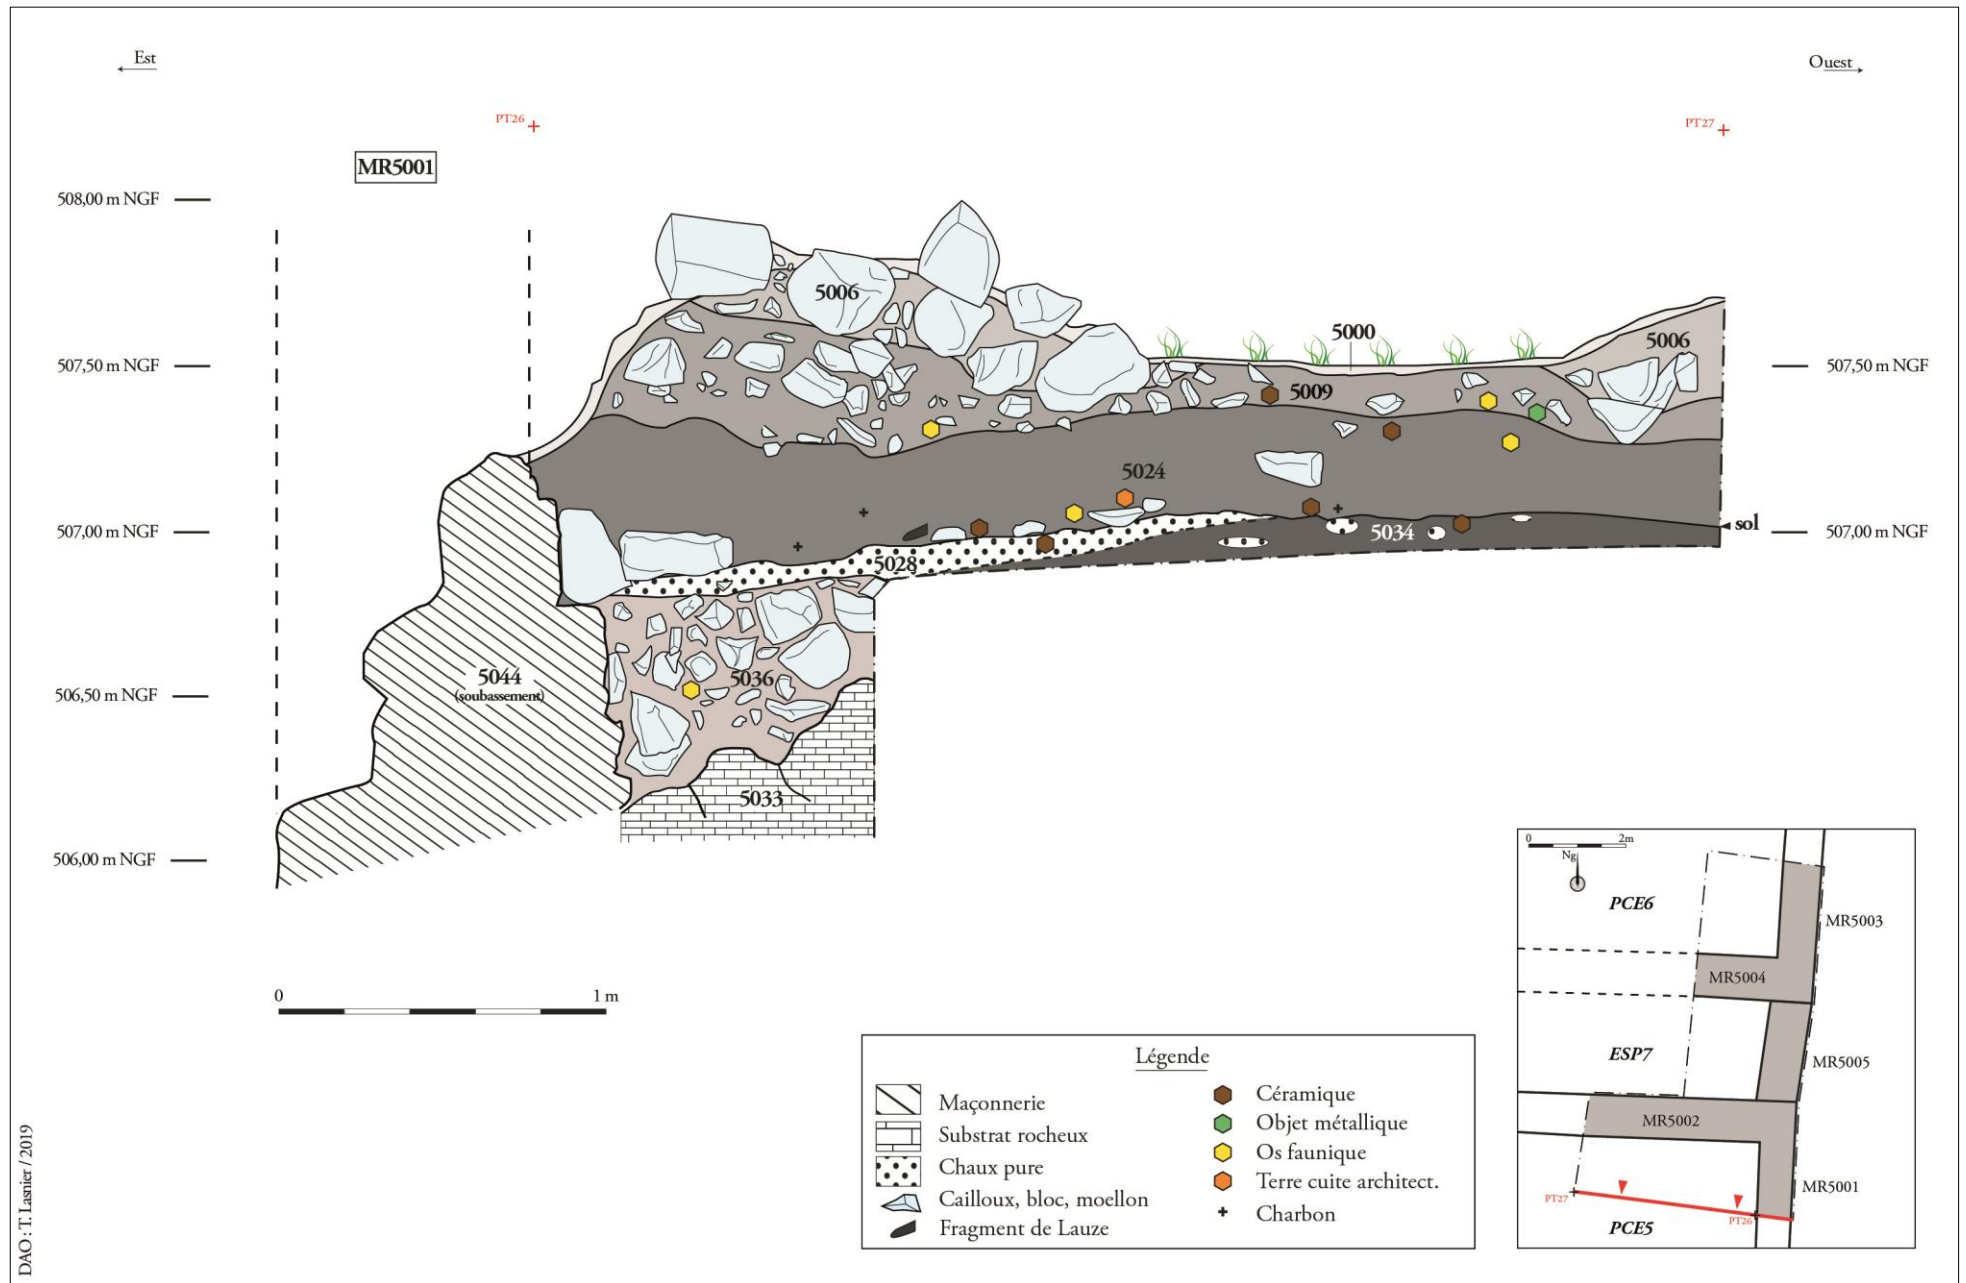 Est
Ouest
PT26
PT27
MR5001
508,00 m NGF
5006
5000
5006
507,50 m NGF
507,50 m NGF
5009
5024
507,00 m NGF
sol
507,00 m NGF
5034
5028
5044
(soubassement)
5036
506,50 m NGF
5033
506,00 m NGF
0
1 m
Légende
Maçonnerie
Substrat rocheux
Chaux pure
Cailloux, bloc, moellon
Fragment de Lauze
Céramique
Objet métallique
Os faunique
Terre cuite architect.
Charbon
0
2m
Ng
PCE6
MR5003
MR5004
ESP7
MR5005
MR5002
MR5001
PT27
PT26
PCE5
DAO : T. Lasnier / 2019